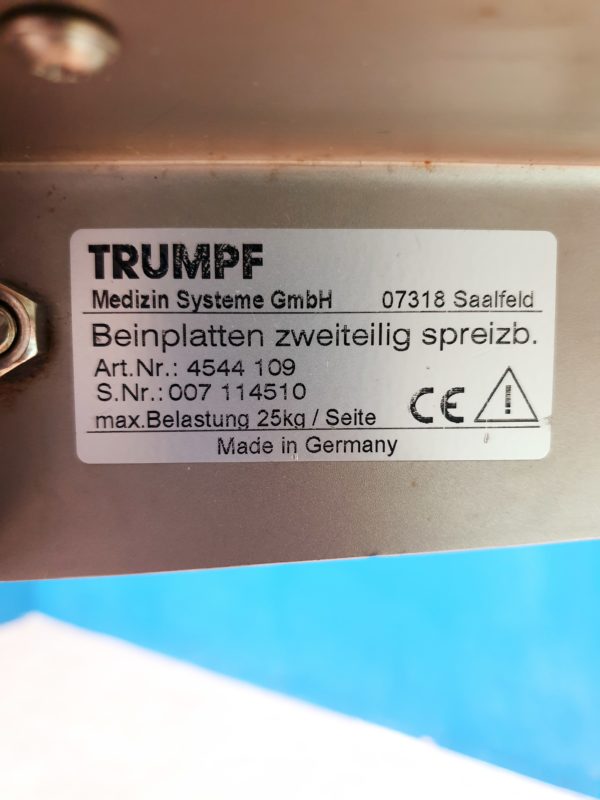 TRUMPF
Medizin Systeme GmbH 07318 Saalfeld
Beinplatten zweiteilig spreizb.
Art.Nr.: 4544 109
S.Nr.: 007 114510
max.Belastung 25kg / Seite CE !
Made in Germany